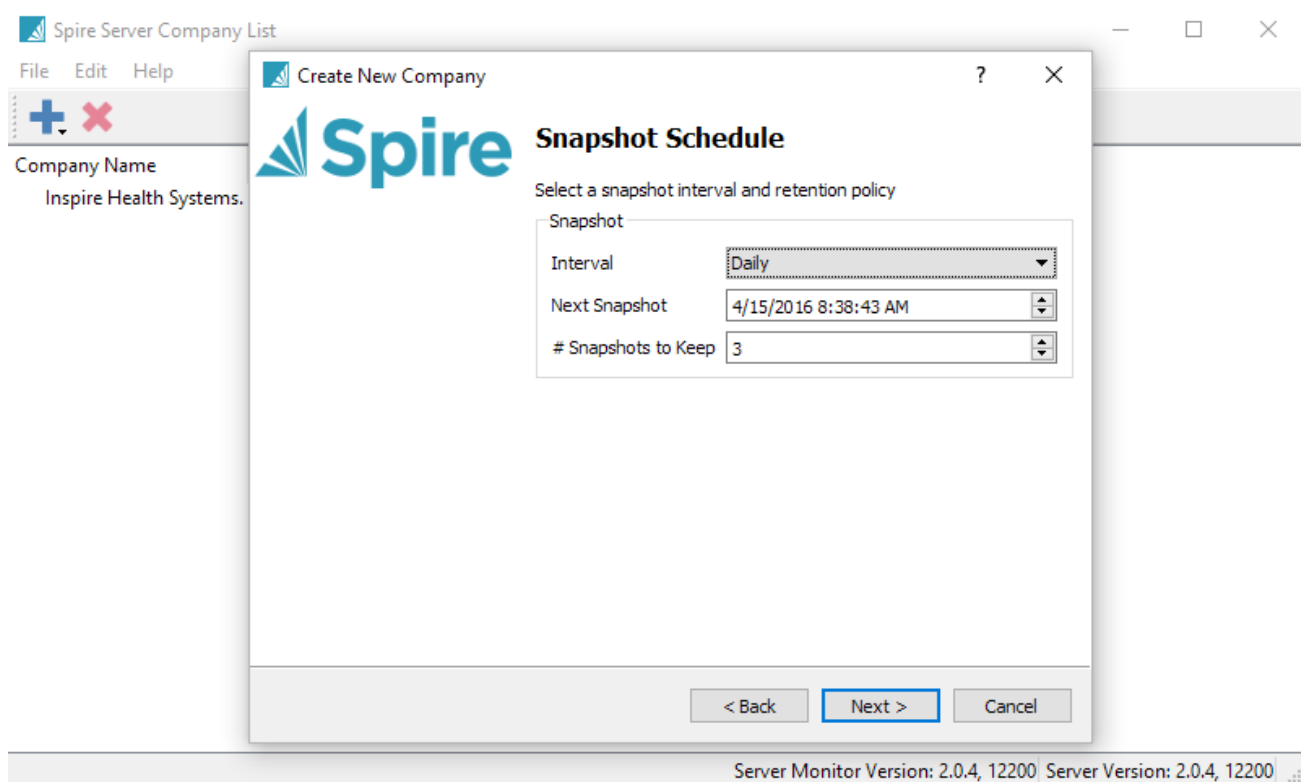 Spire Server Company List
File Edit Help
Create New Company
?
Company Name
Inspire Health Systems.
Spire
Snapshot Schedule
Select a snapshot interval and retention policy
Snapshot
Interval Daily
Next Snapshot 4/15/2016 8:38:43 AM
# Snapshots to Keep 3
< Back Next > Cancel
Server Monitor Version: 2.0.4, 12200 Server Version: 2.0.4, 12200